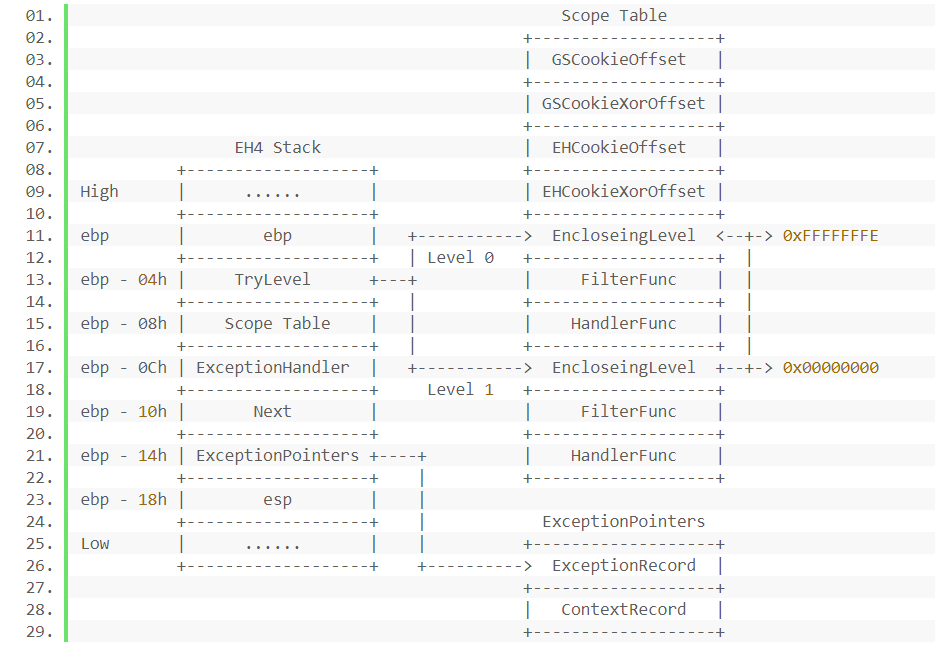 01.                                                   Scope Table
02.                                               +-------------------+
03.                                               |  GSCookieOffset   |
04.                                               +-------------------+
05.                                               | GSCookieXorOffset |
06.                                               +-------------------+
07.                 EH4 Stack                     |  EHCookieOffset   |
08.           +-------------------+               +-------------------+
09. High      |      ......       |               | EHCookieXorOffset |
10.           +-------------------+               +-------------------+
11. ebp       |        ebp        |   +-----------> EncloseingLevel  <--+-> 0xFFFFFFFE
12.           +-------------------+   | Level 0   +-------------------+  |
13. ebp - 04h |     TryLevel      +---+           |     FilterFunc    |  |
14.           +-------------------+   |           +-------------------+  |
15. ebp - 08h |    Scope Table    |   |           |    HandlerFunc    |  |
16.           +-------------------+   |           +-------------------+  |
17. ebp - 0Ch | ExceptionHandler  |   +-----------> EncloseingLevel  +--+-> 0x00000000
18.           +-------------------+     Level 1   +-------------------+
19. ebp - 10h |       Next        |               |     FilterFunc    |
20.           +-------------------+               +-------------------+
21. ebp - 14h | ExceptionPointers +----+          |    HandlerFunc    |
22.           +-------------------+    |          +-------------------+
23. ebp - 18h |        esp        |    |
24.           +-------------------+    |            ExceptionPointers
25. Low       |      ......       |    |          +-------------------+
26.           +-------------------+    +----------> ExceptionRecord  |
27.                                               +-------------------+
28.                                               |   ContextRecord   |
29.                                               +-------------------+